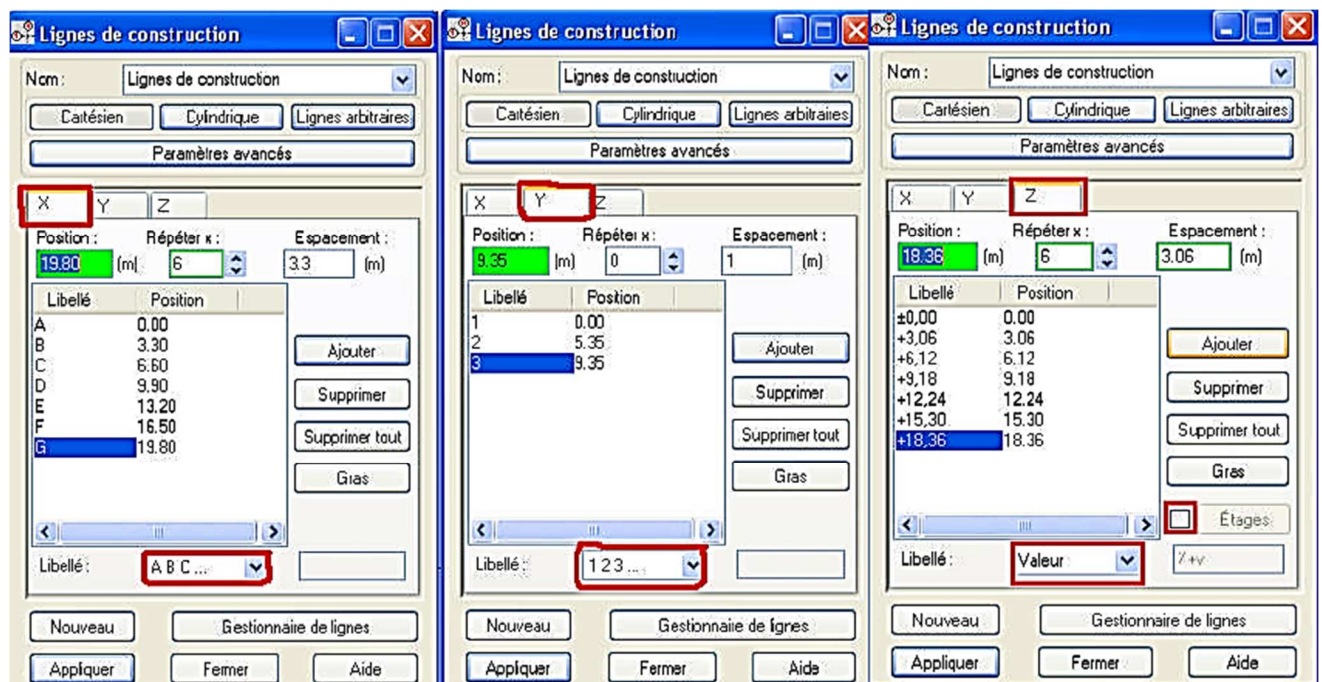 Lignes de construction
Nom : Lignes de construction
Cartésien Cylindrique Lignes arbitraires
Paramètres avancés
X Y Z
Position : Répéter x : Espacement :
19.80 (m) 6 3.3 (m)
Libellé Position
A 0.00
B 3.30
C 6.60
D 9.90
E 13.20
F 16.50
G 19.80
Ajouter
Supprimer
Supprimer tout
Gras
Libellé : A B C ...
Nouveau Gestionnaire de lignes
Appliquer Fermer Aide
Lignes de construction
Nom : Lignes de construction
Cartésien Cylindrique Lignes arbitraires
Paramètres avancés
X Y Z
Position : Répéter x : Espacement :
9.35 (m) 0 1 (m)
Libellé Position
1 0.00
2 5.35
3 9.35
Ajouter
Supprimer
Supprimer tout
Gras
Libellé : 1 2 3 ...
Nouveau Gestionnaire de lignes
Appliquer Fermer Aide
Lignes de construction
Nom : Lignes de construction
Cartésien Cylindrique Lignes arbitraires
Paramètres avancés
X Y Z
Position : Répéter x : Espacement :
18.36 (m) 6 3.06 (m)
Libellé Position
±0,00 0.00
+3,06 3.06
+6,12 6.12
+9,18 9.18
+12,24 12.24
+15,30 15.30
+18,36 18.36
Ajouter
Supprimer
Supprimer tout
Gras
Étages
Libellé : Valeur
Nouveau Gestionnaire de lignes
Appliquer Fermer Aide